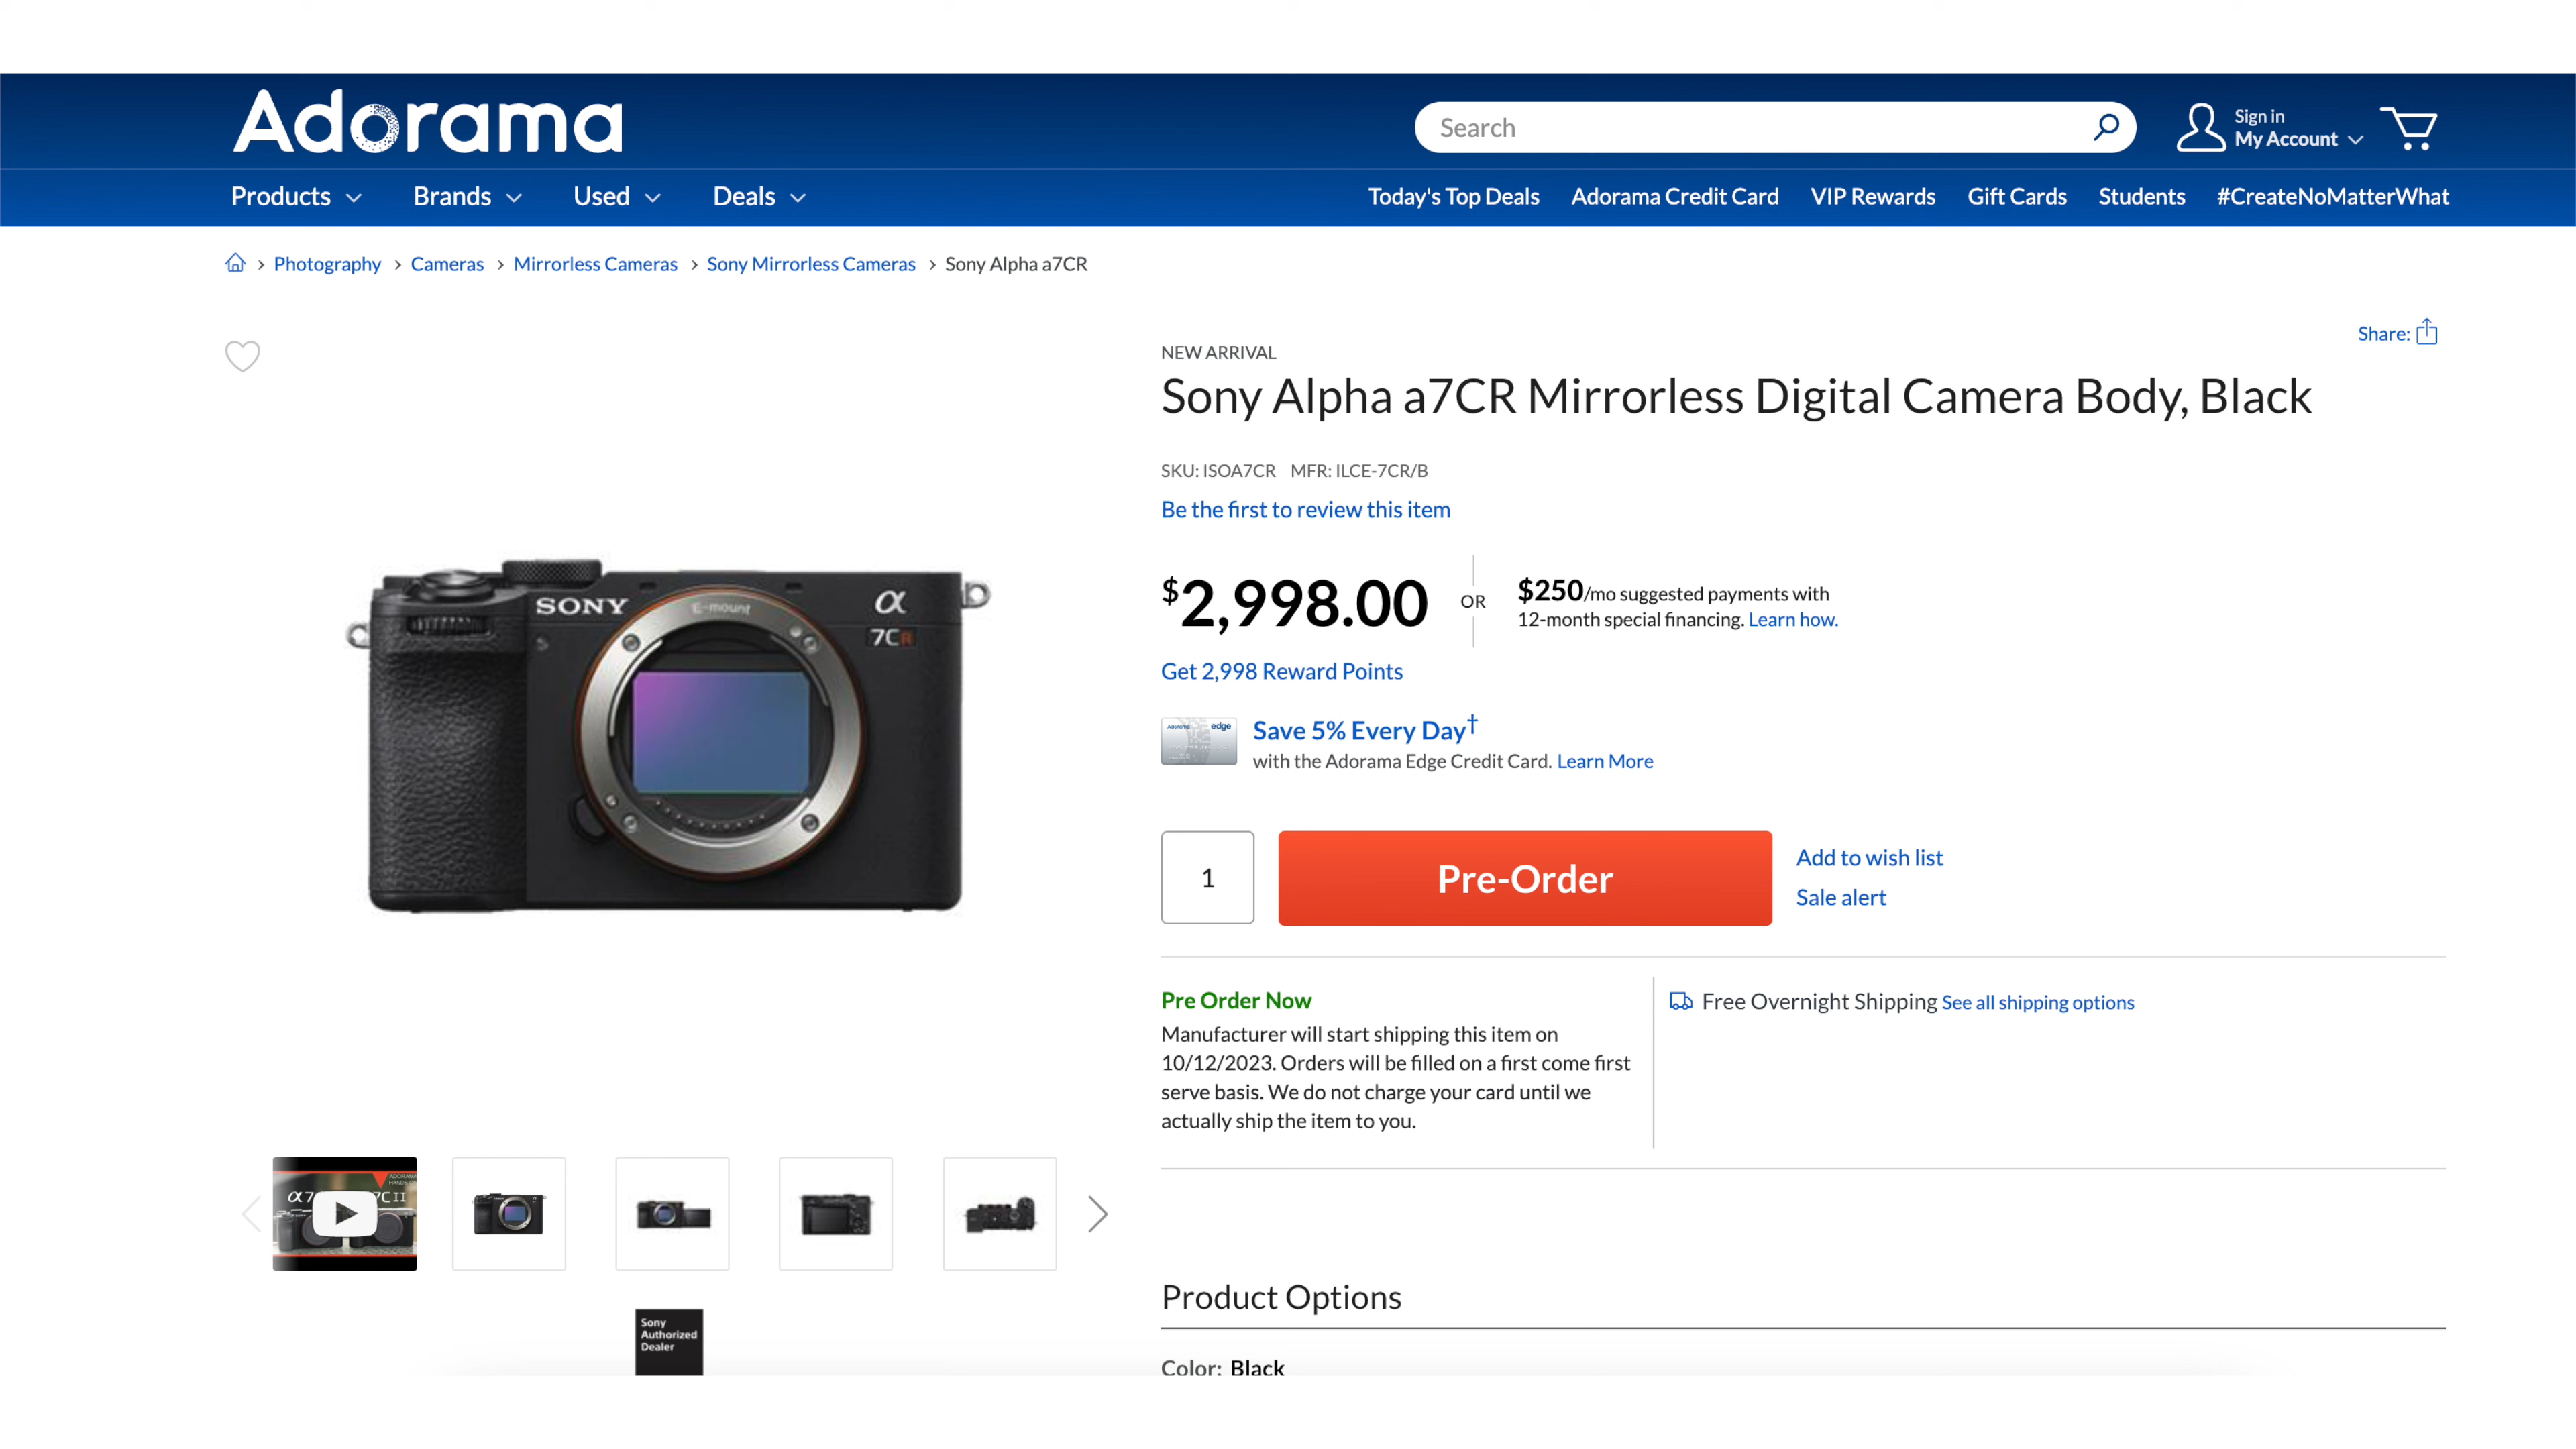 Adorama
Search
Sign in
My Account
Products
Brands
Used
Deals
Today's Top Deals
Adorama Credit Card
VIP Rewards
Gift Cards
Students
#CreateNoMatterWhat
› Photography › Cameras › Mirrorless Cameras › Sony Mirrorless Cameras › Sony Alpha a7CR
Share:
NEW ARRIVAL
Sony Alpha a7CR Mirrorless Digital Camera Body, Black
SKU: ISOA7CR MFR: ILCE-7CR/B
Be the first to review this item
$2,998.00
OR
$250/mo suggested payments with
12-month special financing. Learn how.
Get 2,998 Reward Points
Adorama edge
Save 5% Every Day†
with the Adorama Edge Credit Card. Learn More
1
Pre-Order
Add to wish list
Sale alert
Pre Order Now
Manufacturer will start shipping this item on
10/12/2023. Orders will be filled on a first come first
serve basis. We do not charge your card until we
actually ship the item to you.
Free Overnight Shipping See all shipping options
Product Options
Color: Black
SONY
E-mount
α
7CR
α7
7C II
Sony
Authorized
Dealer